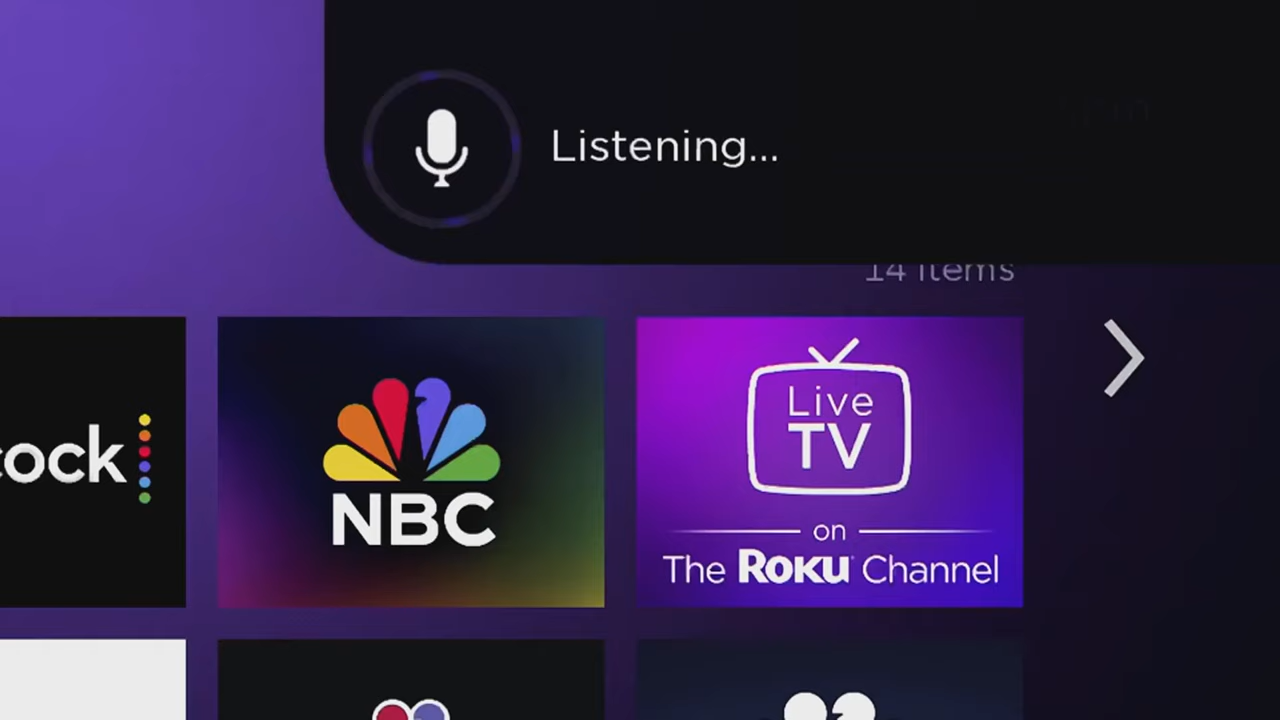 Listening...
14 items
cock
NBC
Live
TV
on
The Roku Channel